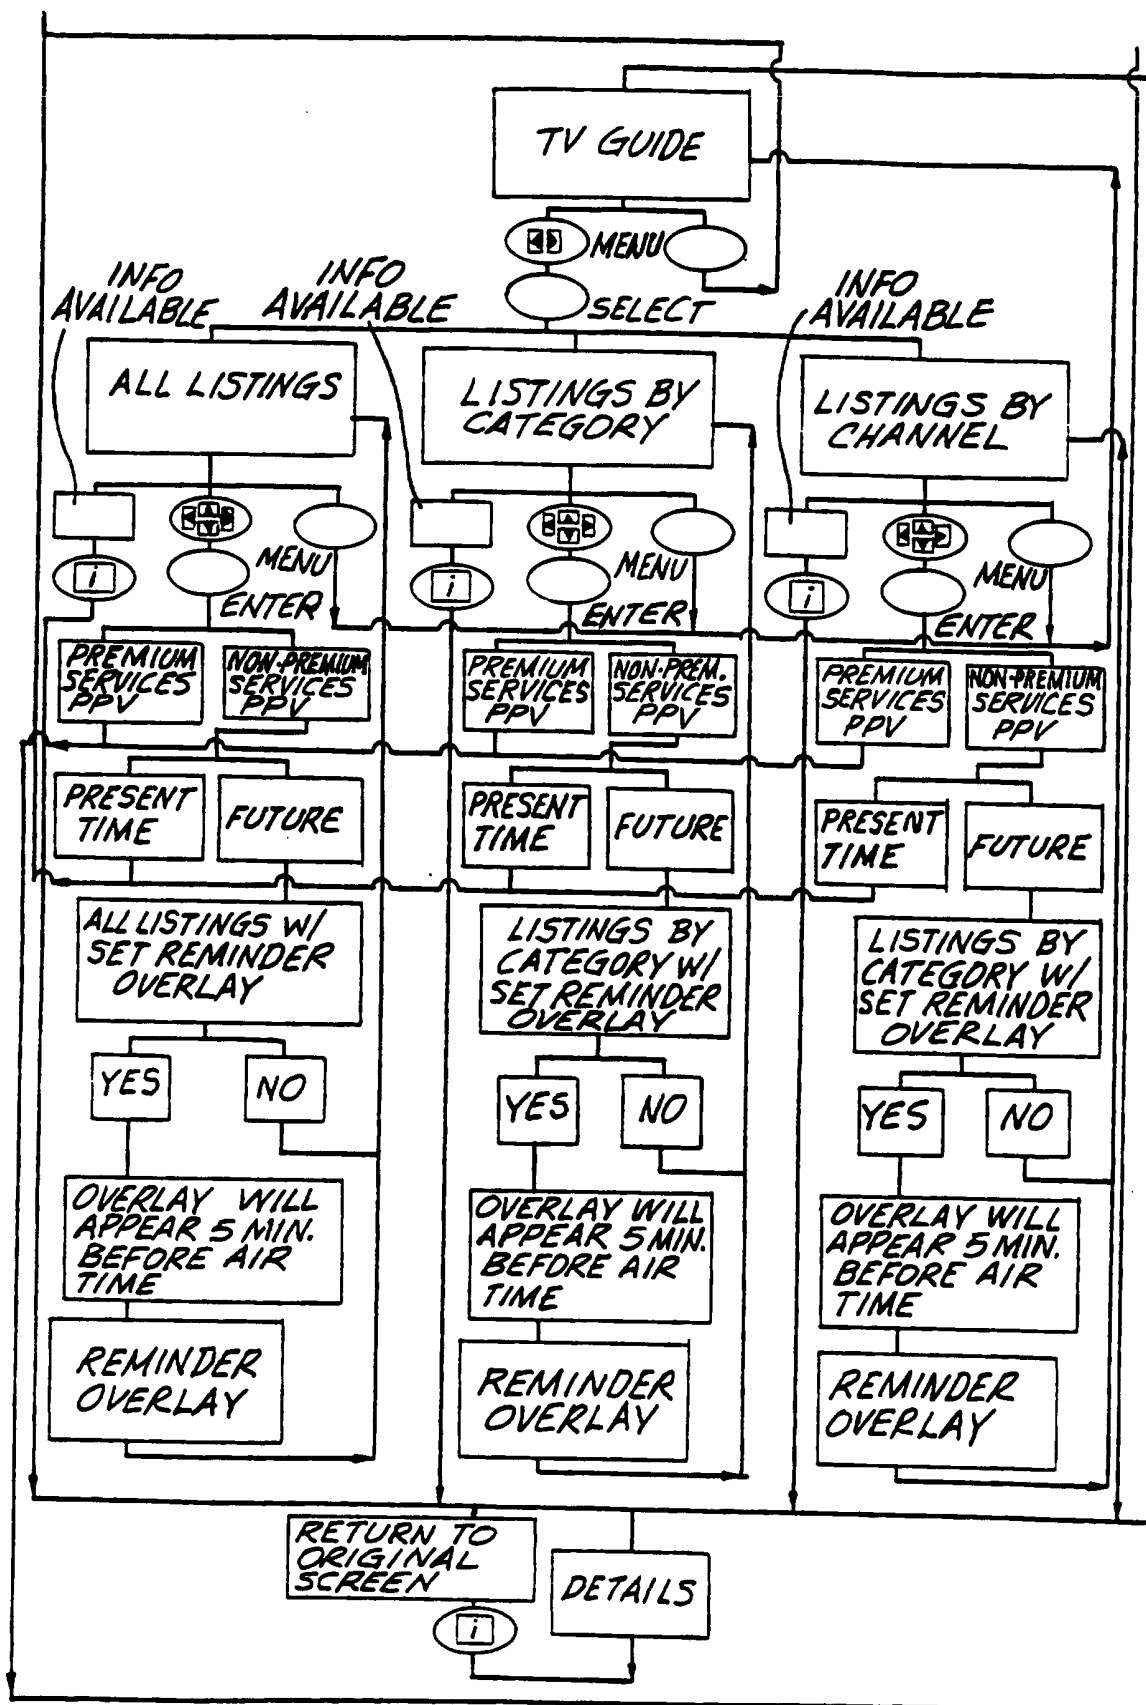 TV GUIDE
MENU
SELECT
INFO
AVAILABLE
INFO
AVAILABLE
INFO
AVAILABLE
ALL LISTINGS
LISTINGS BY
CATEGORY
LISTINGS BY
CHANNEL
i
MENU
ENTER
i
MENU
ENTER
i
MENU
ENTER
PREMIUM
SERVICES
PPV
NON-PREMIUM
SERVICES
PPV
PREMIUM
SERVICES
PPV
NON-PREM.
SERVICES
PPV
PREMIUM
SERVICES
PPV
NON-PREMIUM
SERVICES
PPV
PRESENT
TIME
FUTURE
PRESENT
TIME
FUTURE
PRESENT
TIME
FUTURE
ALL LISTINGS W/
SET REMINDER
OVERLAY
LISTINGS BY
CATEGORY W/
SET REMINDER
OVERLAY
LISTINGS BY
CATEGORY W/
SET REMINDER
OVERLAY
YES
NO
YES
NO
YES
NO
OVERLAY WILL
APPEAR 5 MIN.
BEFORE AIR
TIME
OVERLAY WILL
APPEAR 5 MIN.
BEFORE AIR
TIME
OVERLAY WILL
APPEAR 5 MIN.
BEFORE AIR
TIME
REMINDER
OVERLAY
REMINDER
OVERLAY
REMINDER
OVERLAY
RETURN TO
ORIGINAL
SCREEN
i
DETAILS